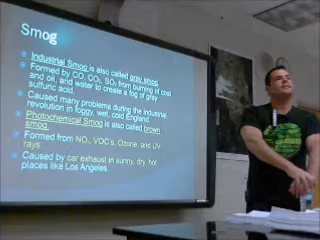 Smog
Industrial Smog is also called gray smog.
Formed by CO, CO₂, SO₂ from burning of coal
and oil, and water to create a fog of gray
sulfuric acid.
Caused many problems during the industrial
revolution in foggy, wet, cold England.
Photochemical Smog is also called brown
smog.
Formed from NOₓ, VOC's, Ozone, and UV
rays
Caused by car exhaust in sunny, dry, hot
places like Los Angeles.